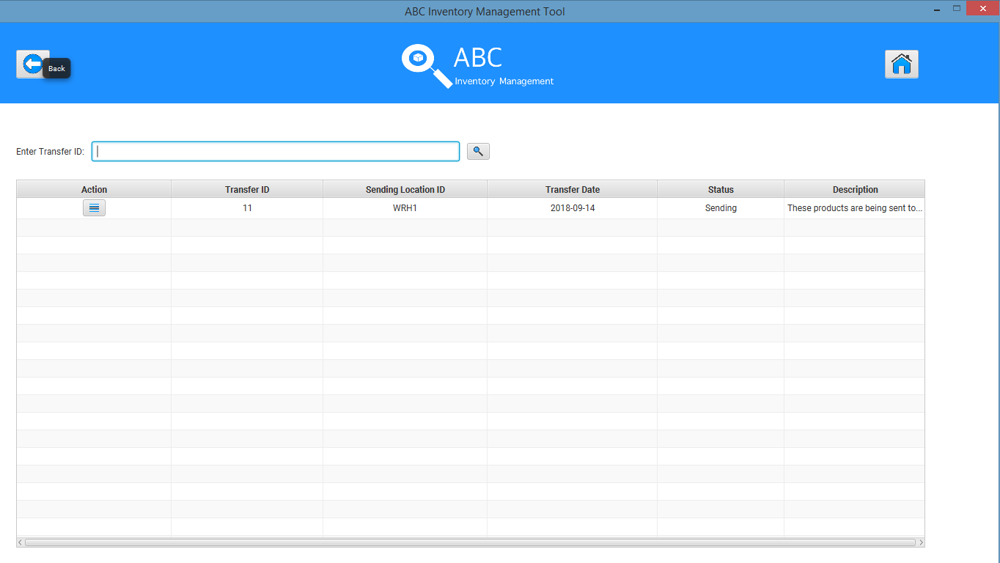 ABC Inventory Management Tool
Back
ABC
Inventory Management
Enter Transfer ID:
Action Transfer ID Sending Location ID Transfer Date Status Description
11 WRH1 2018-09-14 Sending These products are being sent to...